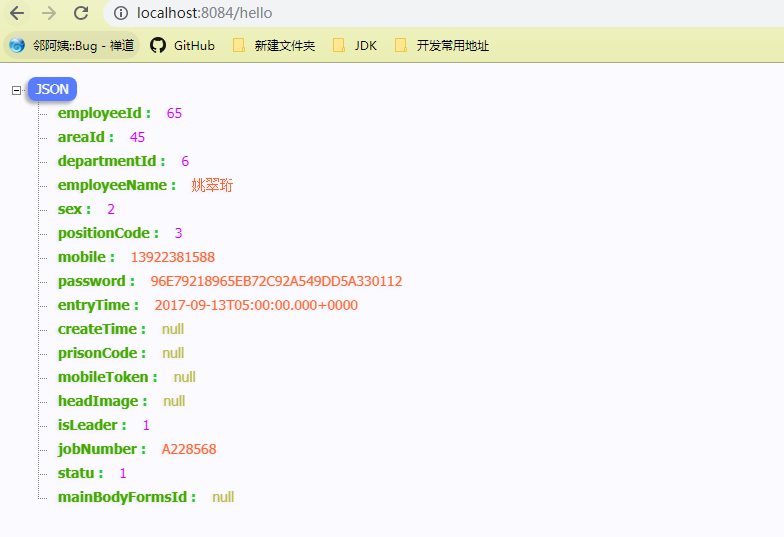 localhost:8084/hello
邻阿姨::Bug - 禅道 GitHub 新建文件夹 JDK 开发常用地址
JSON
employeeId : 65
areaId : 45
departmentId : 6
employeeName : 姚翠珩
sex : 2
positionCode : 3
mobile : 13922381588
password : 96E79218965EB72C92A549DD5A330112
entryTime : 2017-09-13T05:00:00.000+0000
createTime : null
prisonCode : null
mobileToken : null
headImage : null
isLeader : 1
jobNumber : A228568
statu : 1
mainBodyFormsId : null